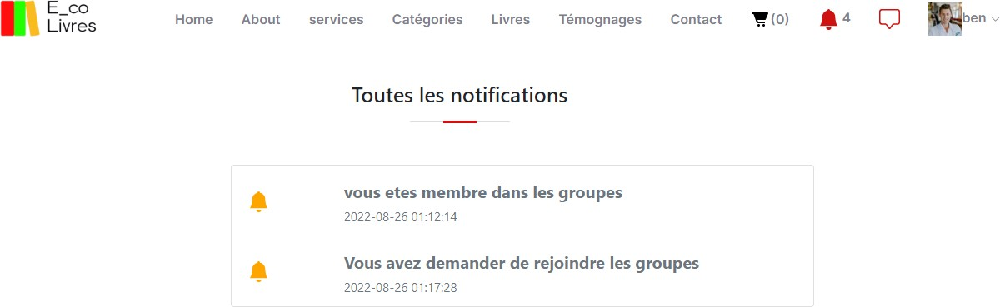 E_co
Livres
Home About services Catégories Livres Témognages Contact (0) 4 ben
Toutes les notifications
vous etes membre dans les groupes
2022-08-26 01:12:14
Vous avez demander de rejoindre les groupes
2022-08-26 01:17:28